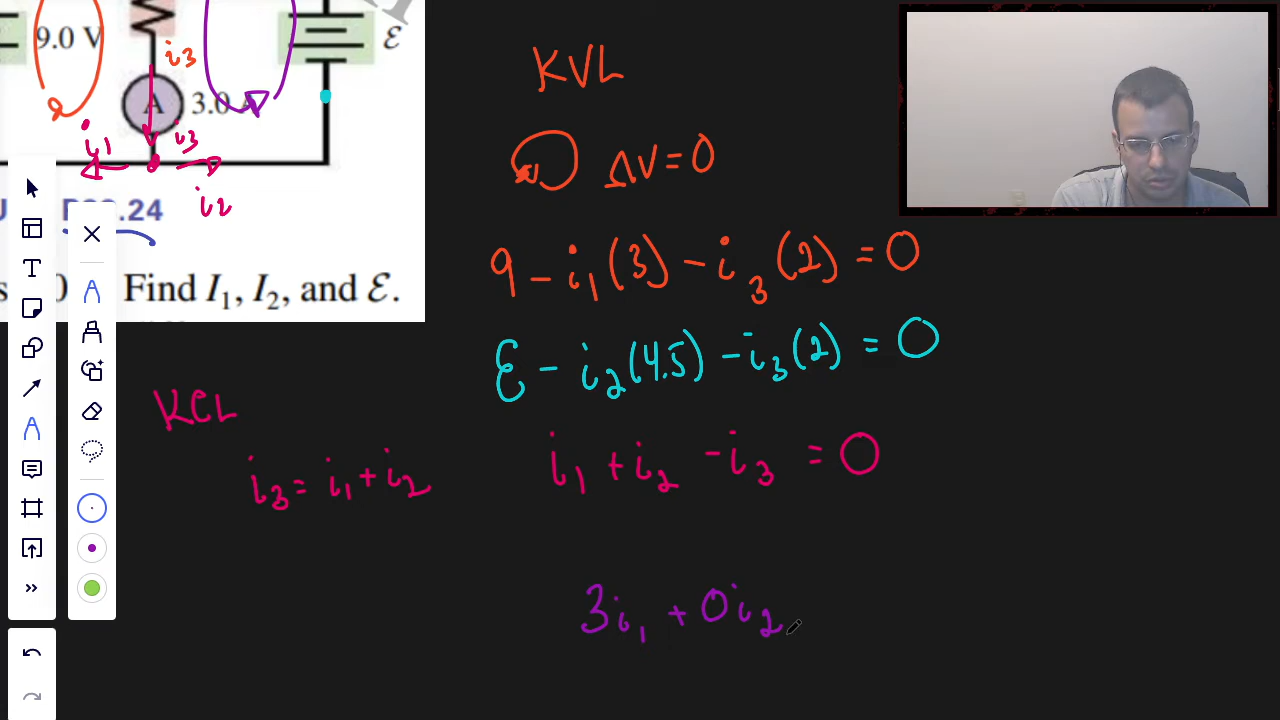 9.0 V
ℰ
i3
A 3.0 A
i1
i3
i2
.24
Find I₁, I₂, and ℰ.
KVL
ΔV = 0
9 - i₁(3) - i₃(2) = 0
ℰ - i₂(4.5) - i₃(2) = 0
KCL
i₃ = i₁ + i₂
i₁ + i₂ - i₃ = 0
3i₁ + 0i₂